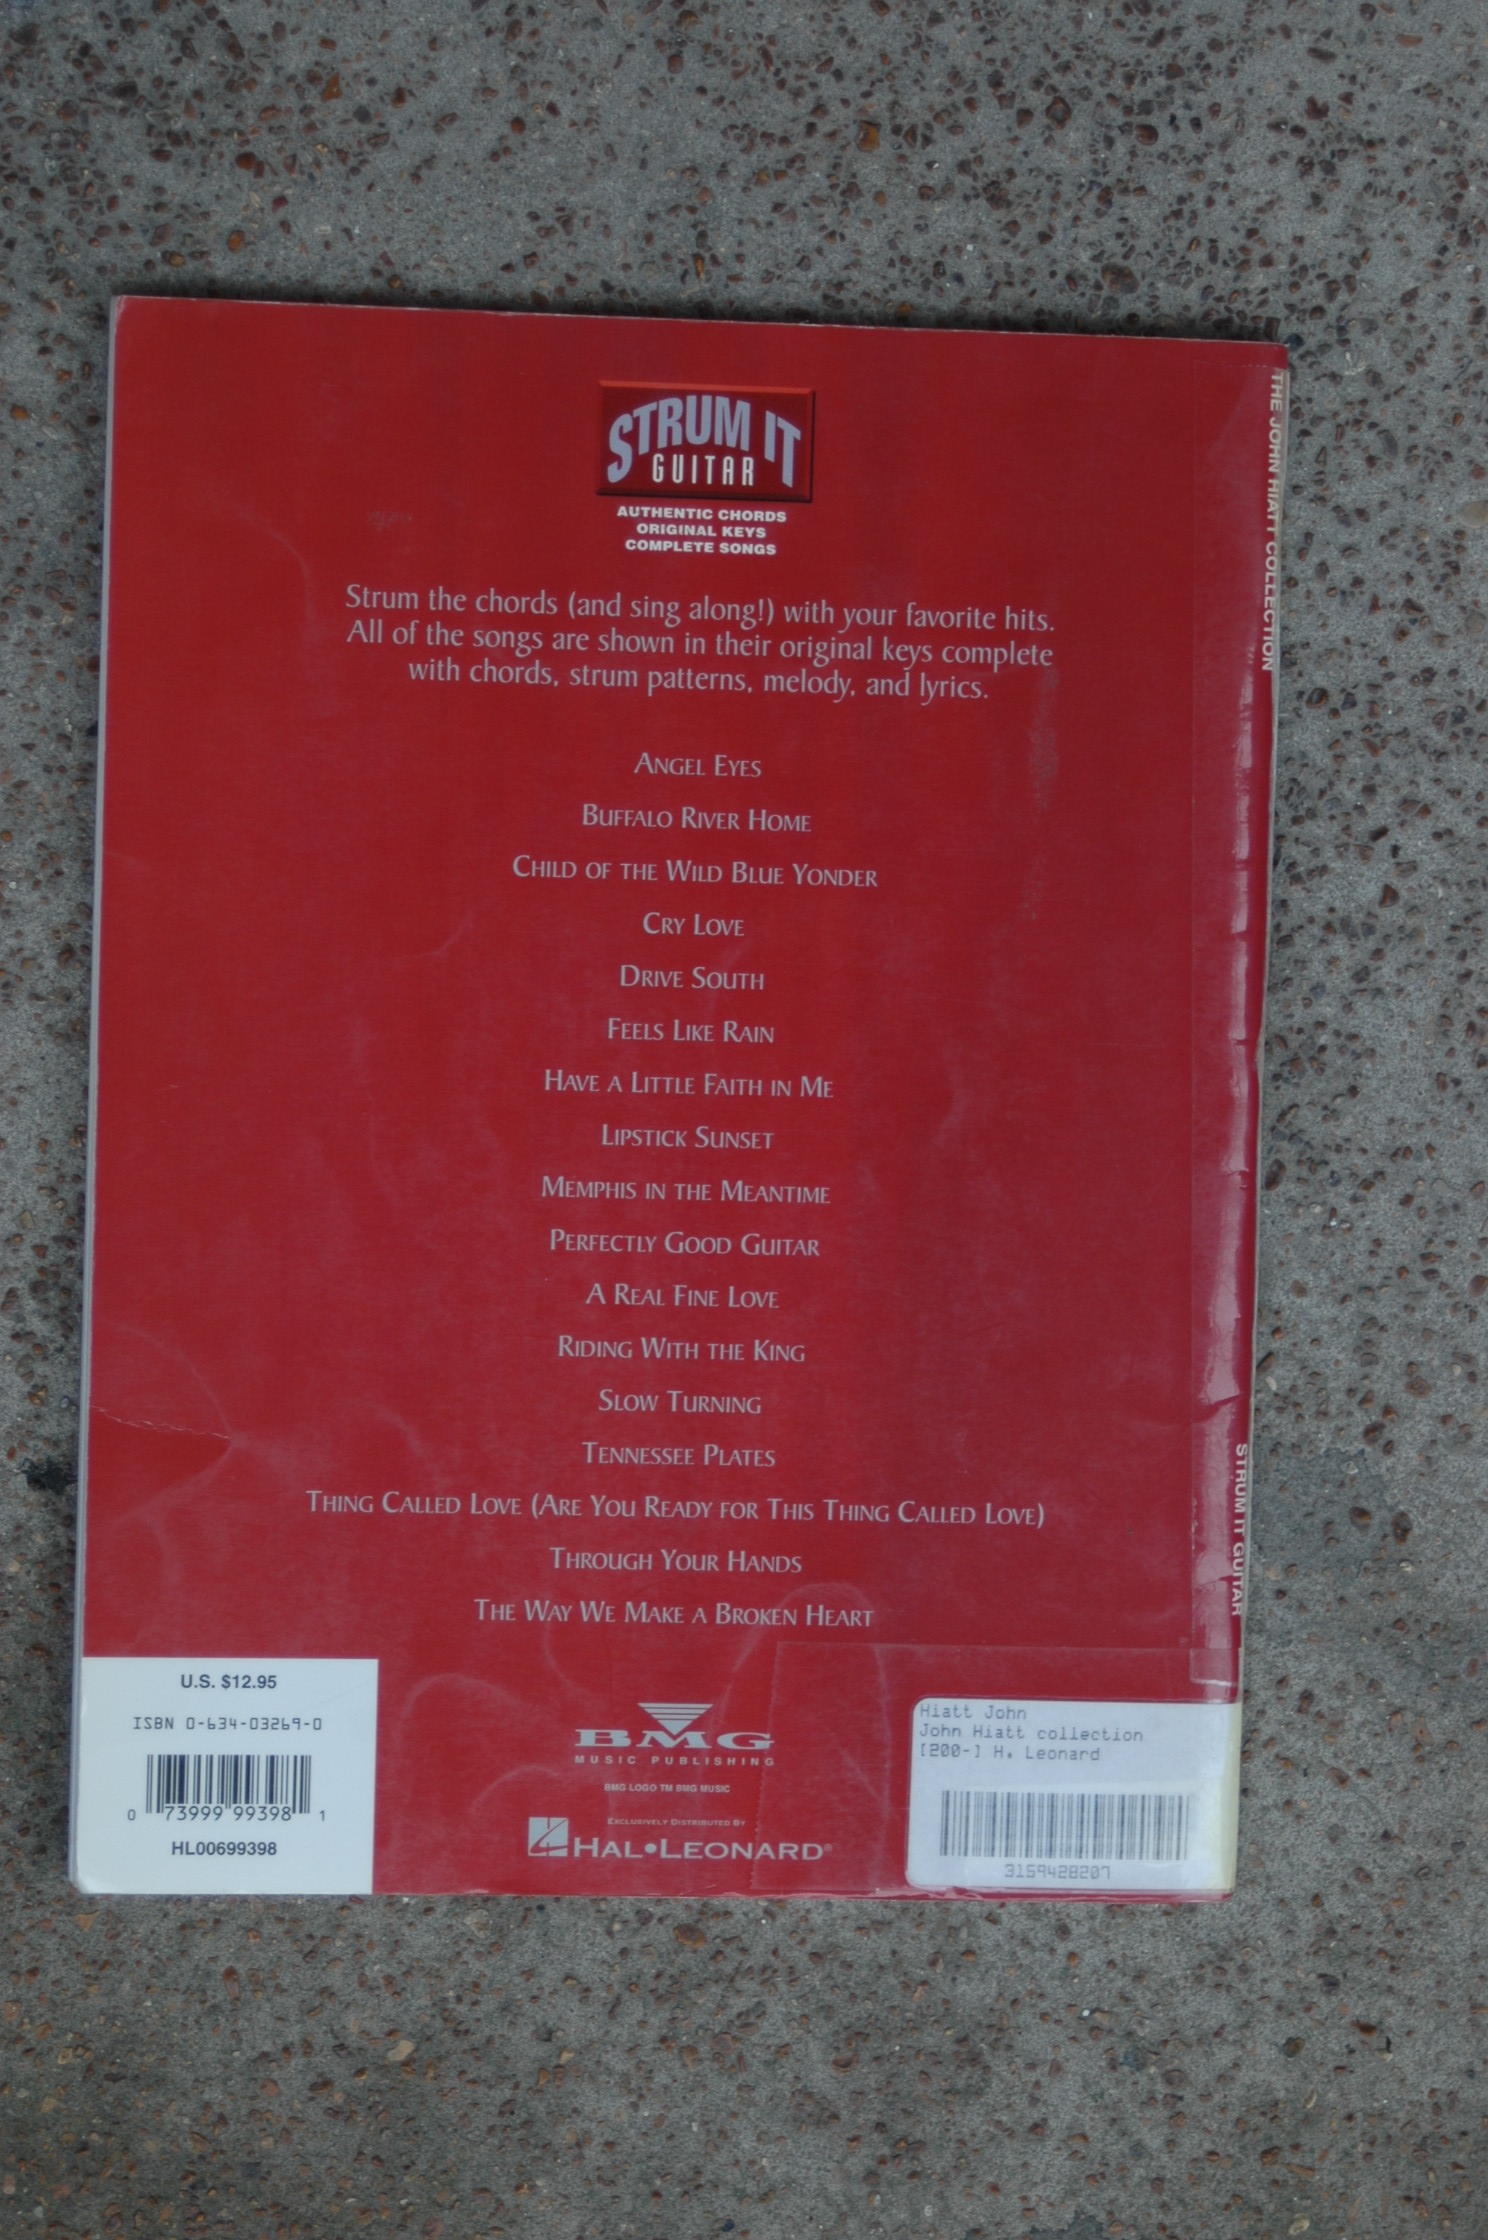 STRUM IT
GUITAR
AUTHENTIC CHORDS
ORIGINAL KEYS
COMPLETE SONGS
Strum the chords (and sing along!) with your favorite hits.
All of the songs are shown in their original keys complete
with chords, strum patterns, melody, and lyrics.
ANGEL EYES
BUFFALO RIVER HOME
CHILD OF THE WILD BLUE YONDER
CRY LOVE
DRIVE SOUTH
FEELS LIKE RAIN
HAVE A LITTLE FAITH IN ME
LIPSTICK SUNSET
MEMPHIS IN THE MEANTIME
PERFECTLY GOOD GUITAR
A REAL FINE LOVE
RIDING WITH THE KING
SLOW TURNING
TENNESSEE PLATES
THING CALLED LOVE (ARE YOU READY FOR THIS THING CALLED LOVE)
THROUGH YOUR HANDS
THE WAY WE MAKE A BROKEN HEART
U.S. $12.95
ISBN 0-634-03269-0
0 73999 99398 1
HL00699398
BMG
MUSIC PUBLISHING
BMG LOGO TM BMG MUSIC
EXCLUSIVELY DISTRIBUTED BY
HAL•LEONARD®
Hiatt John
John Hiatt collection
[200-] H. Leonard
3159428207
THE JOHN HIATT COLLECTION
STRUM IT GUITAR